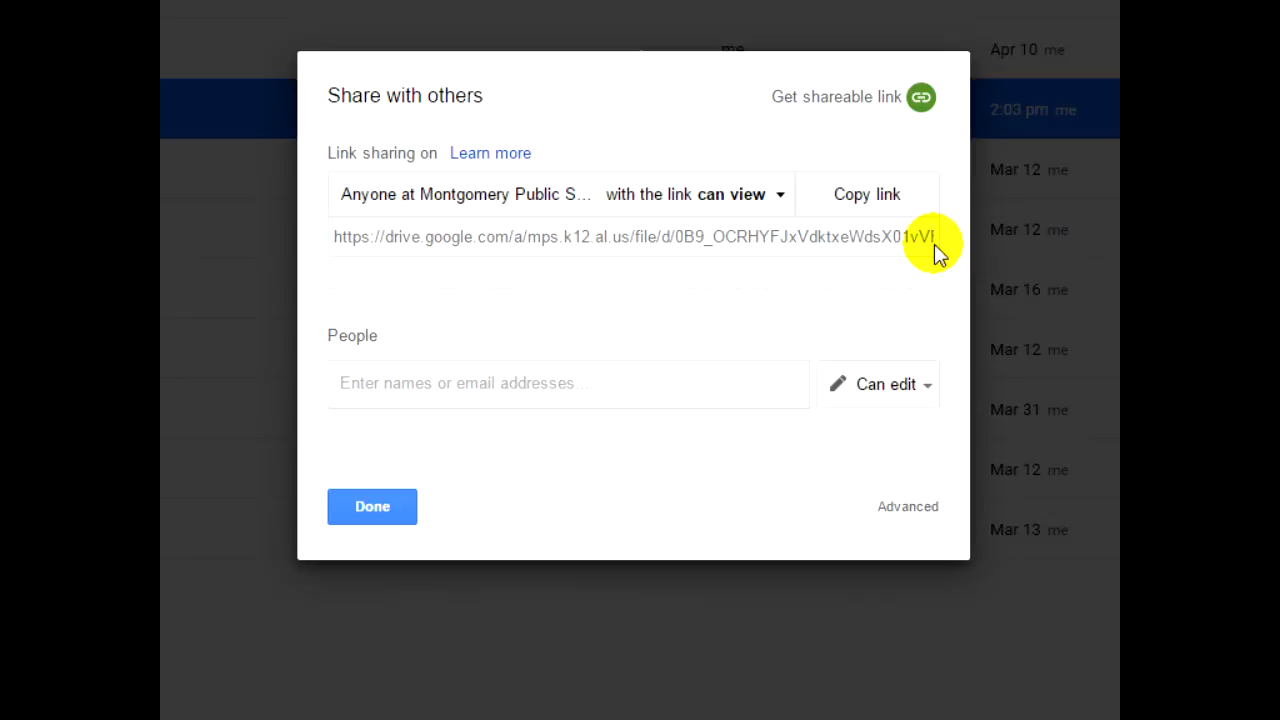 me
Apr 10 me
Share with others
Get shareable link
2:03 pm me
Link sharing on Learn more
Mar 12 me
Anyone at Montgomery Public S... with the link can view
Copy link
https://drive.google.com/a/mps.k12.al.us/file/d/0B9_OCRHYFJxVdktxeWdsX01vVF
Mar 12 me
Mar 16 me
People
Mar 12 me
Enter names or email addresses...
Can edit
Mar 31 me
Mar 12 me
Done
Advanced
Mar 13 me